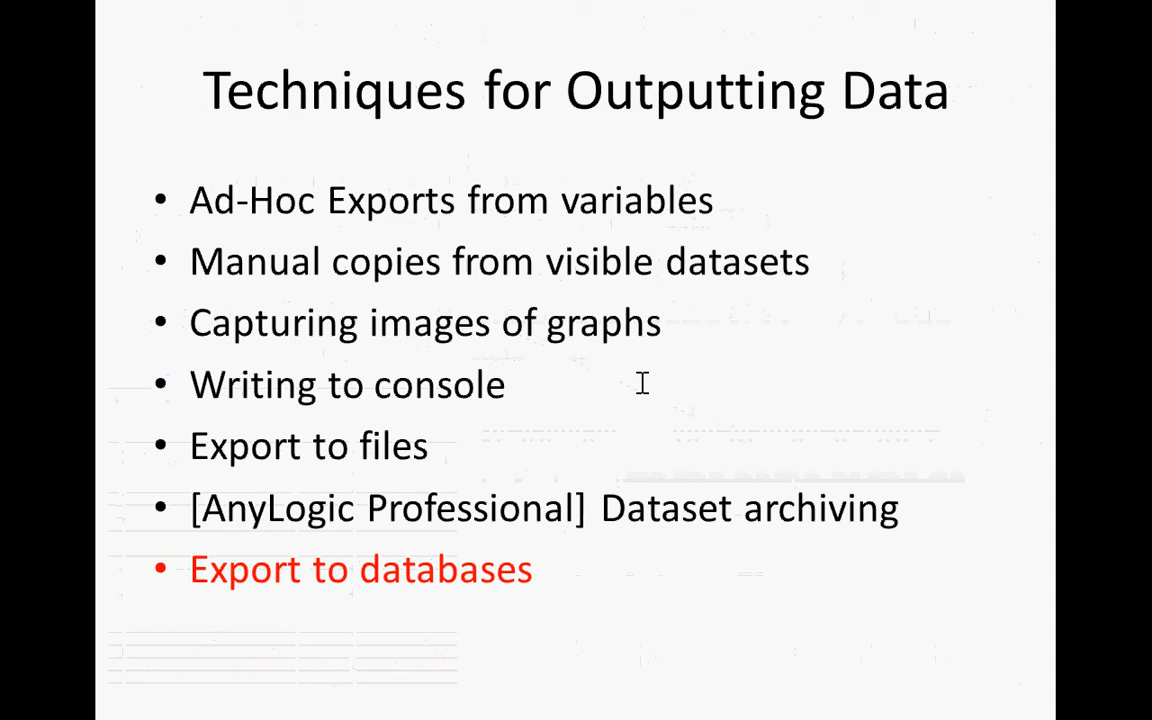 Techniques for Outputting Data
• Ad-Hoc Exports from variables
• Manual copies from visible datasets
• Capturing images of graphs
• Writing to console
• Export to files
• [AnyLogic Professional] Dataset archiving
• Export to databases